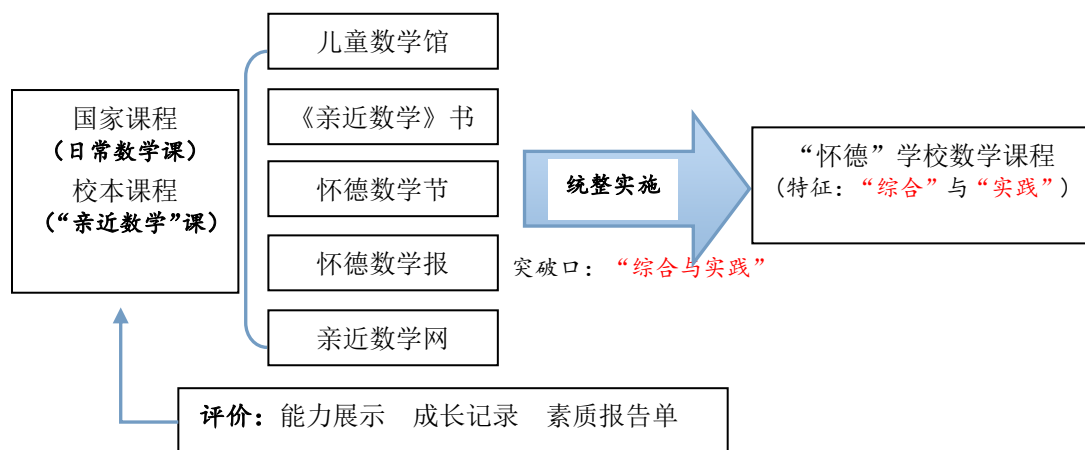 国家课程
（日常数学课）
校本课程
（“亲近数学”课）
儿童数学馆
《亲近数学》书
怀德数学节
怀德数学报
亲近数学网
统整实施
突破口：“综合与实践”
“怀德”学校数学课程
(特征：“综合”与“实践”)
评价：能力展示 成长记录 素质报告单